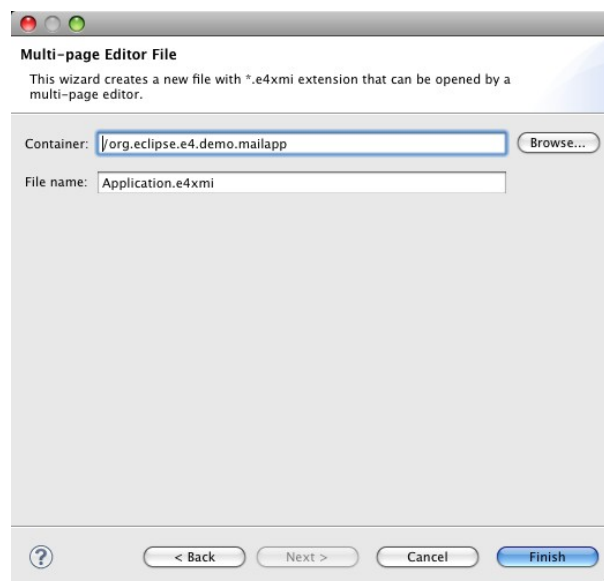 Multi-page Editor File
This wizard creates a new file with *.e4xmi extension that can be opened by a
multi-page editor.
Container: /org.eclipse.e4.demo.mailapp Browse...
File name: Application.e4xmi
? < Back Next > Cancel Finish